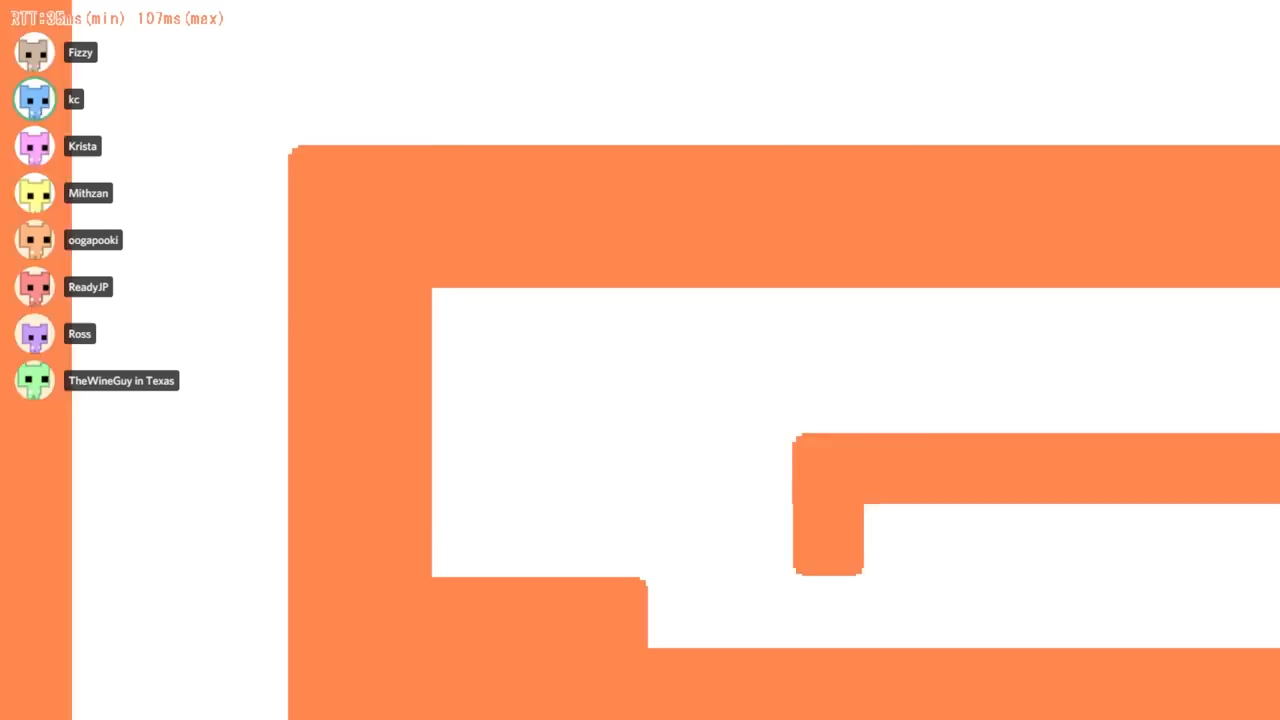 RTT:35ms(min) 107ms(max)
Fizzy
kc
Krista
Mithzan
oogapooki
ReadyJP
Ross
TheWineGuy in Texas